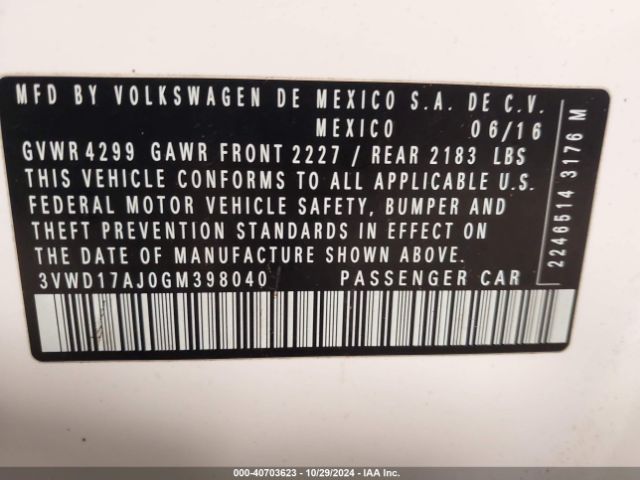 MFD BY VOLKSWAGEN DE MEXICO S.A. DE C.V.
MEXICO 06/16
GVWR 4299 GAWR FRONT 2227 / REAR 2183 LBS
THIS VEHICLE CONFORMS TO ALL APPLICABLE U.S.
FEDERAL MOTOR VEHICLE SAFETY, BUMPER AND
THEFT PREVENTION STANDARDS IN EFFECT ON
THE DATE OF MANUFACTURE SHOWN ABOVE.
3VWD17AJ0GM398040 PASSENGER CAR
2246514 3176 M
000-40703623 - 10/29/2024 - IAA Inc.